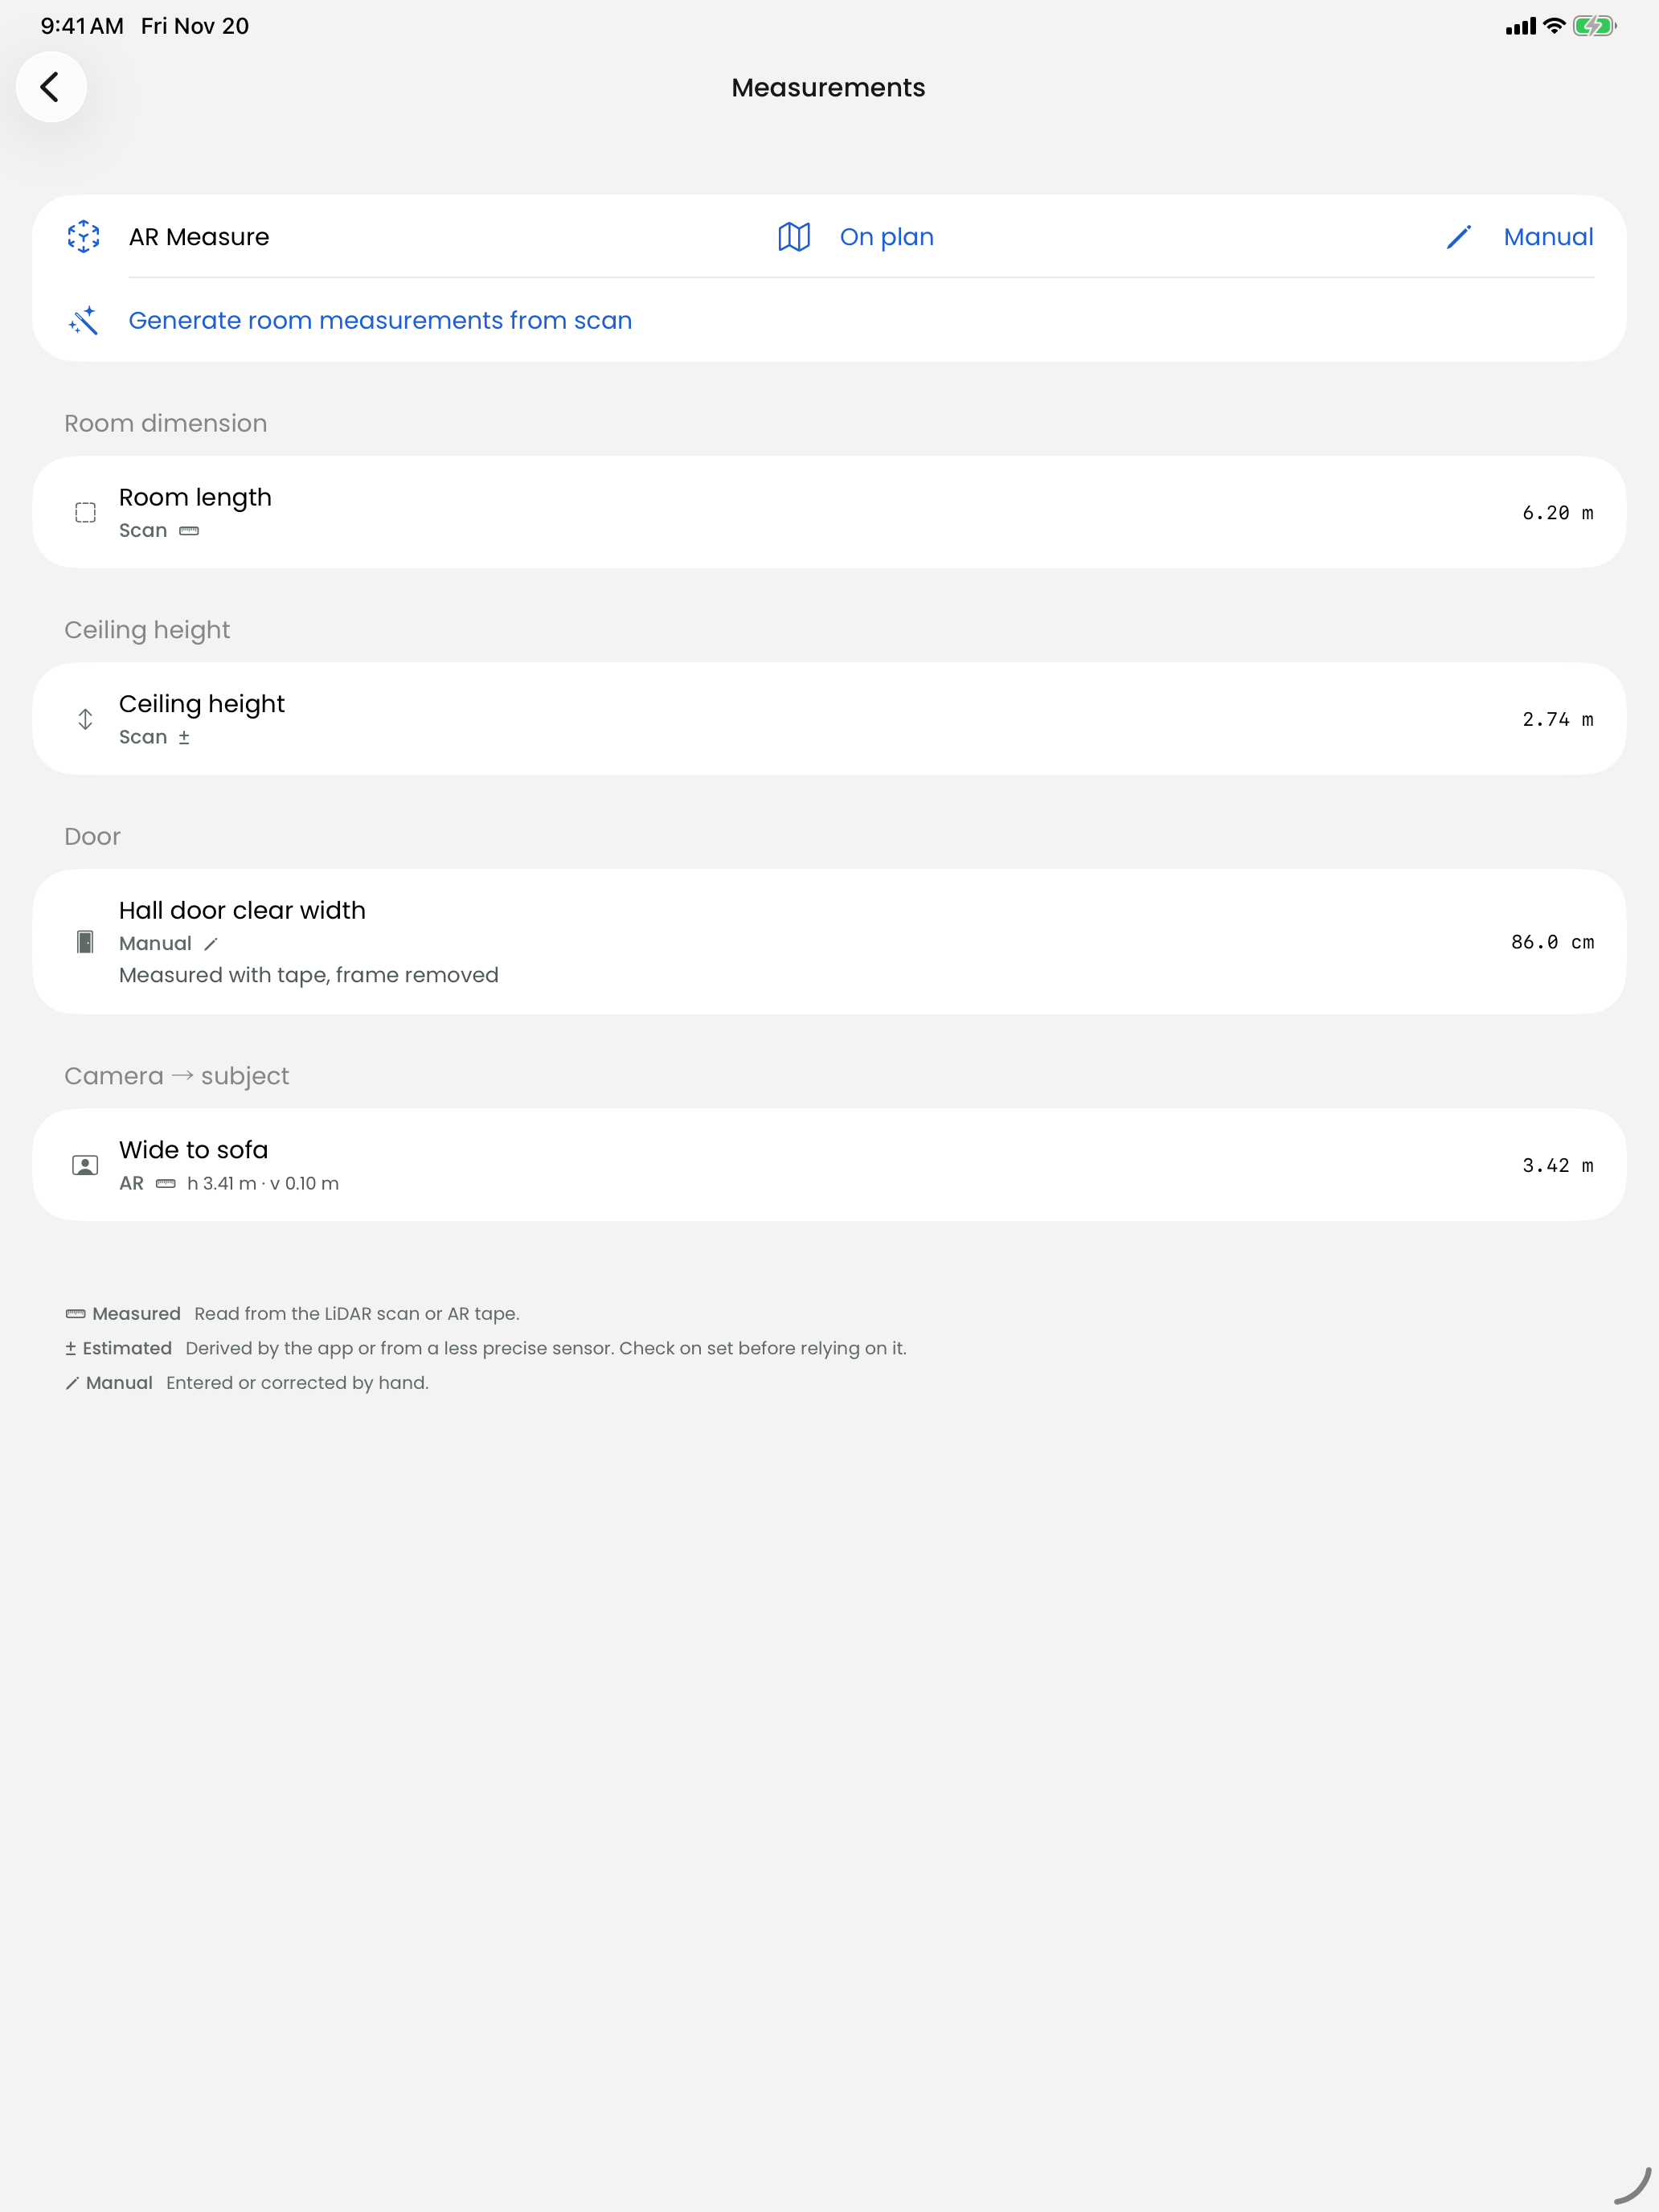 9:41 AM Fri Nov 20
Measurements
AR Measure On plan Manual
Generate room measurements from scan
Room dimension
Room length
Scan
6.20 m
Ceiling height
Ceiling height
Scan ±
2.74 m
Door
Hall door clear width
Manual
Measured with tape, frame removed
86.0 cm
Camera → subject
Wide to sofa
AR h 3.41 m · v 0.10 m
3.42 m
Measured Read from the LiDAR scan or AR tape.
± Estimated Derived by the app or from a less precise sensor. Check on set before relying on it.
Manual Entered or corrected by hand.